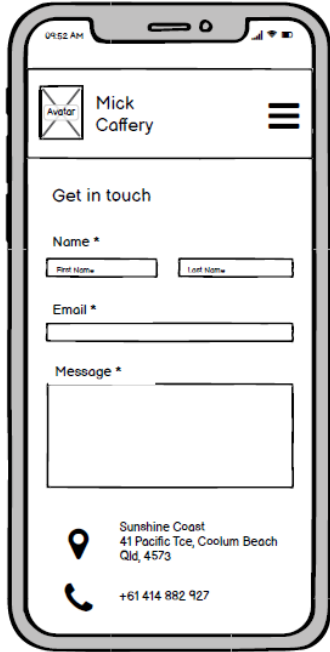 09:52 AM
Avatar
Mick
Caffery
Get in touch
Name *
First Name Last Name
Email *
Message *
Sunshine Coast
41 Pacific Tce, Coolum Beach
Qld, 4573
+61 414 882 927